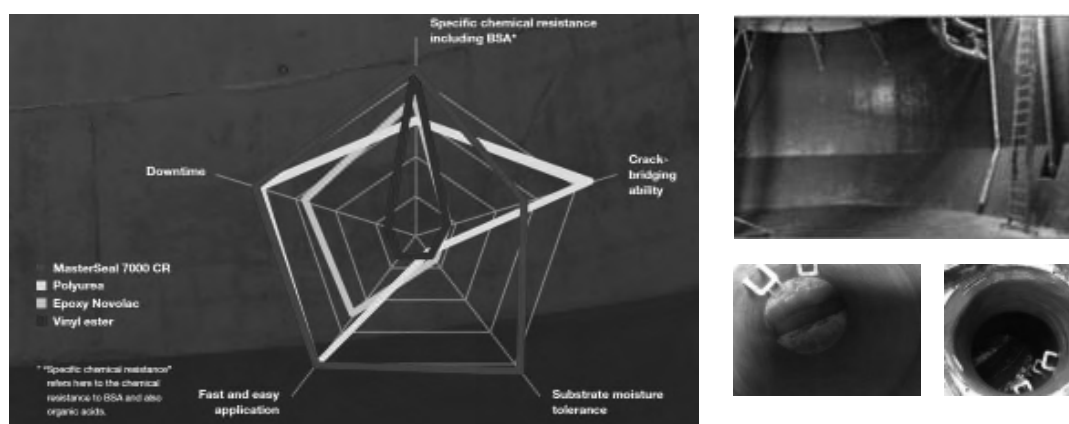 Specific chemical resistance
including BSA*
Downtime
Crack-
bridging
ability
MasterSeal 7000 CR
Polyurea
Epoxy Novolac
Vinyl ester
* "Specific chemical resistance"
refers here to the chemical
resistance to BSA and also
organic acids.
Fast and easy
application
Substrate moisture
tolerance